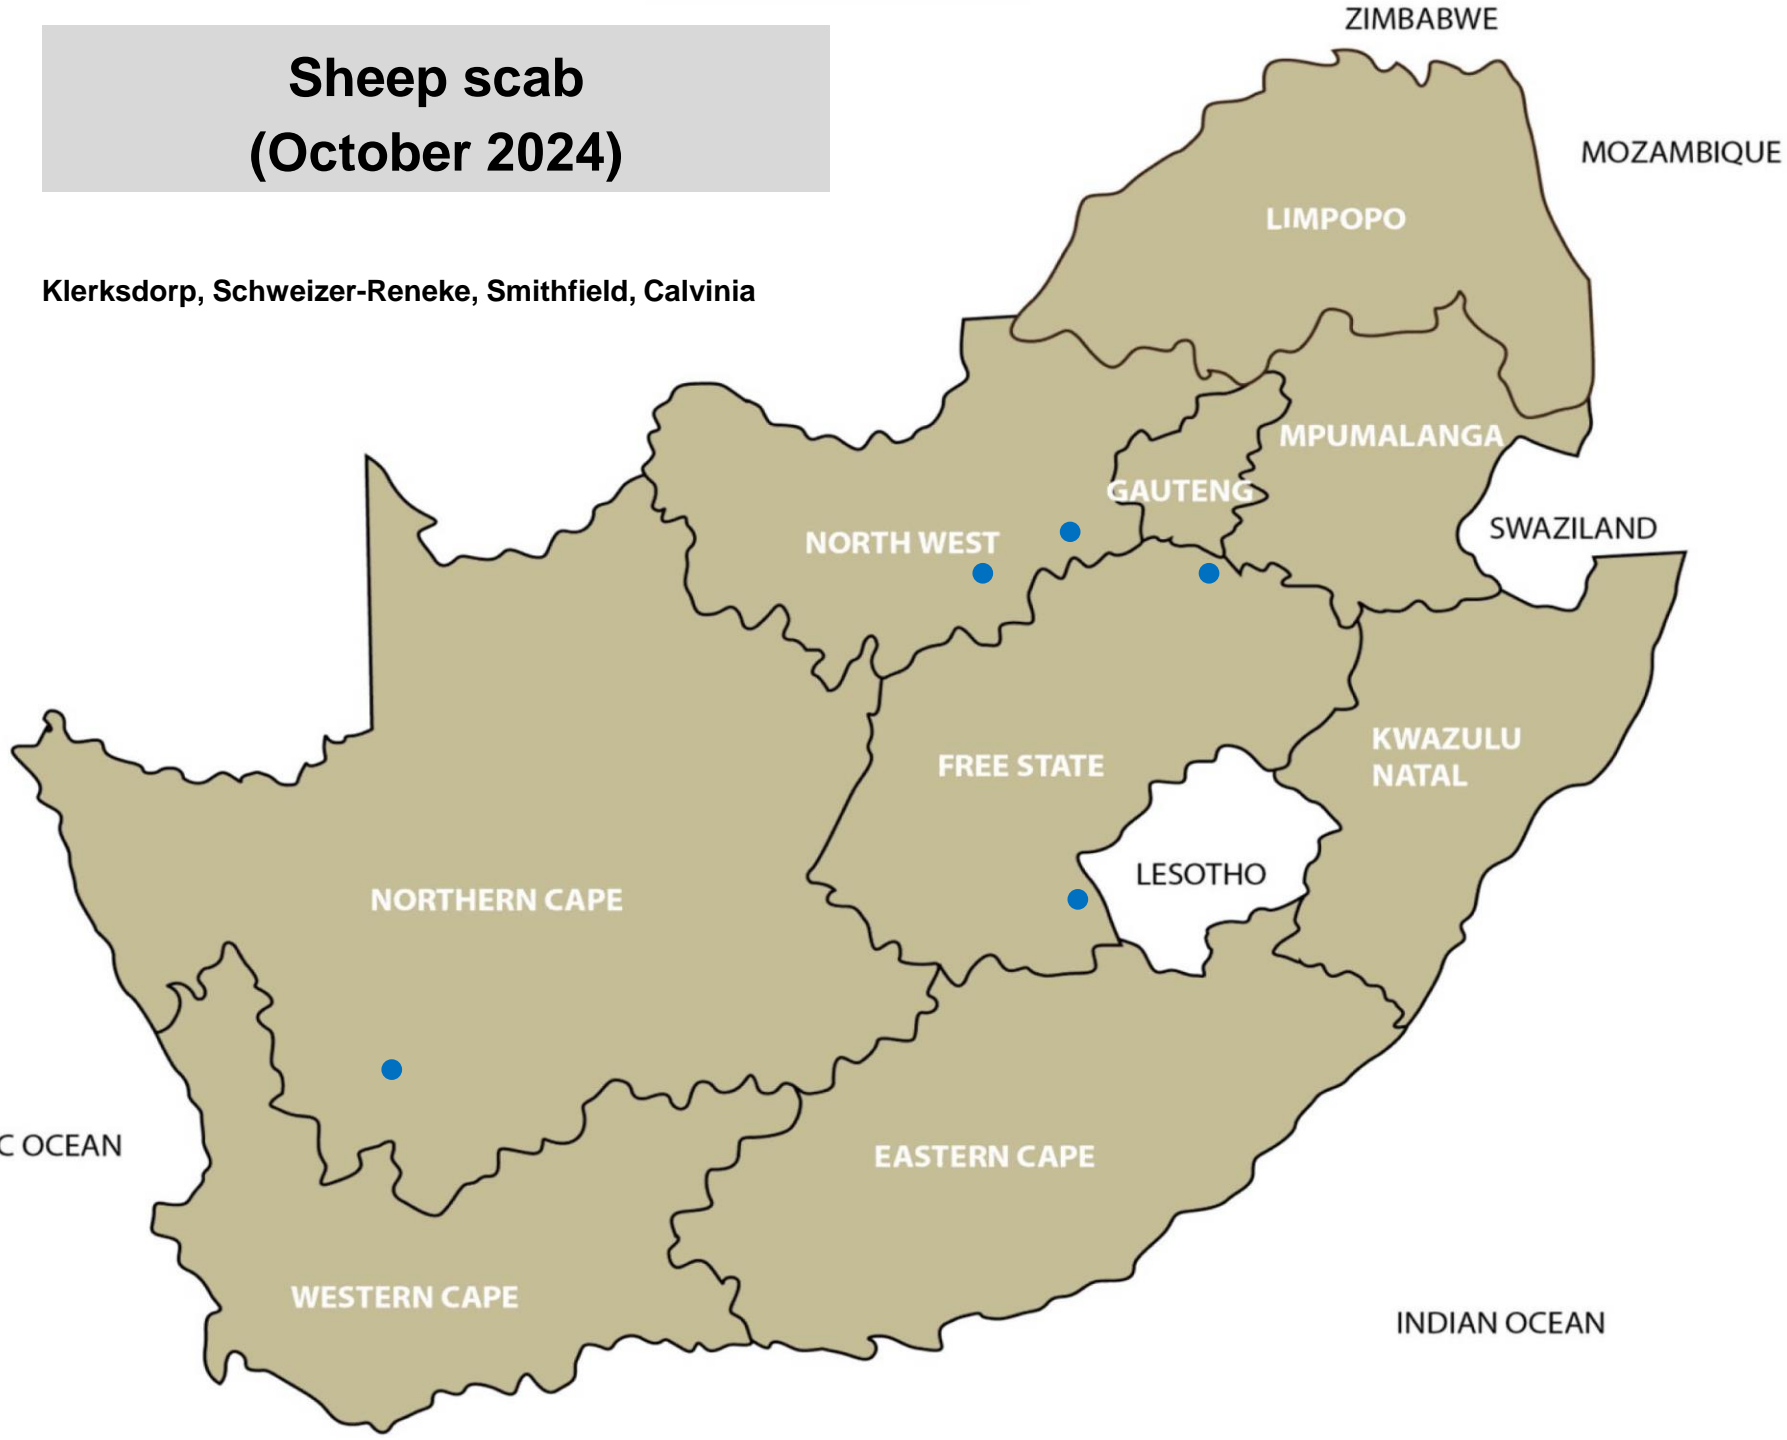 ZIMBABWE
Sheep scab
(October 2024)
MOZAMBIQUE
LIMPOPO
Klerksdorp, Schweizer-Reneke, Smithfield, Calvinia
MPUMALANGA
GAUTENG
SWAZILAND
NORTH WEST
KWAZULU
NATAL
FREE STATE
LESOTHO
NORTHERN CAPE
C OCEAN
EASTERN CAPE
WESTERN CAPE
INDIAN OCEAN